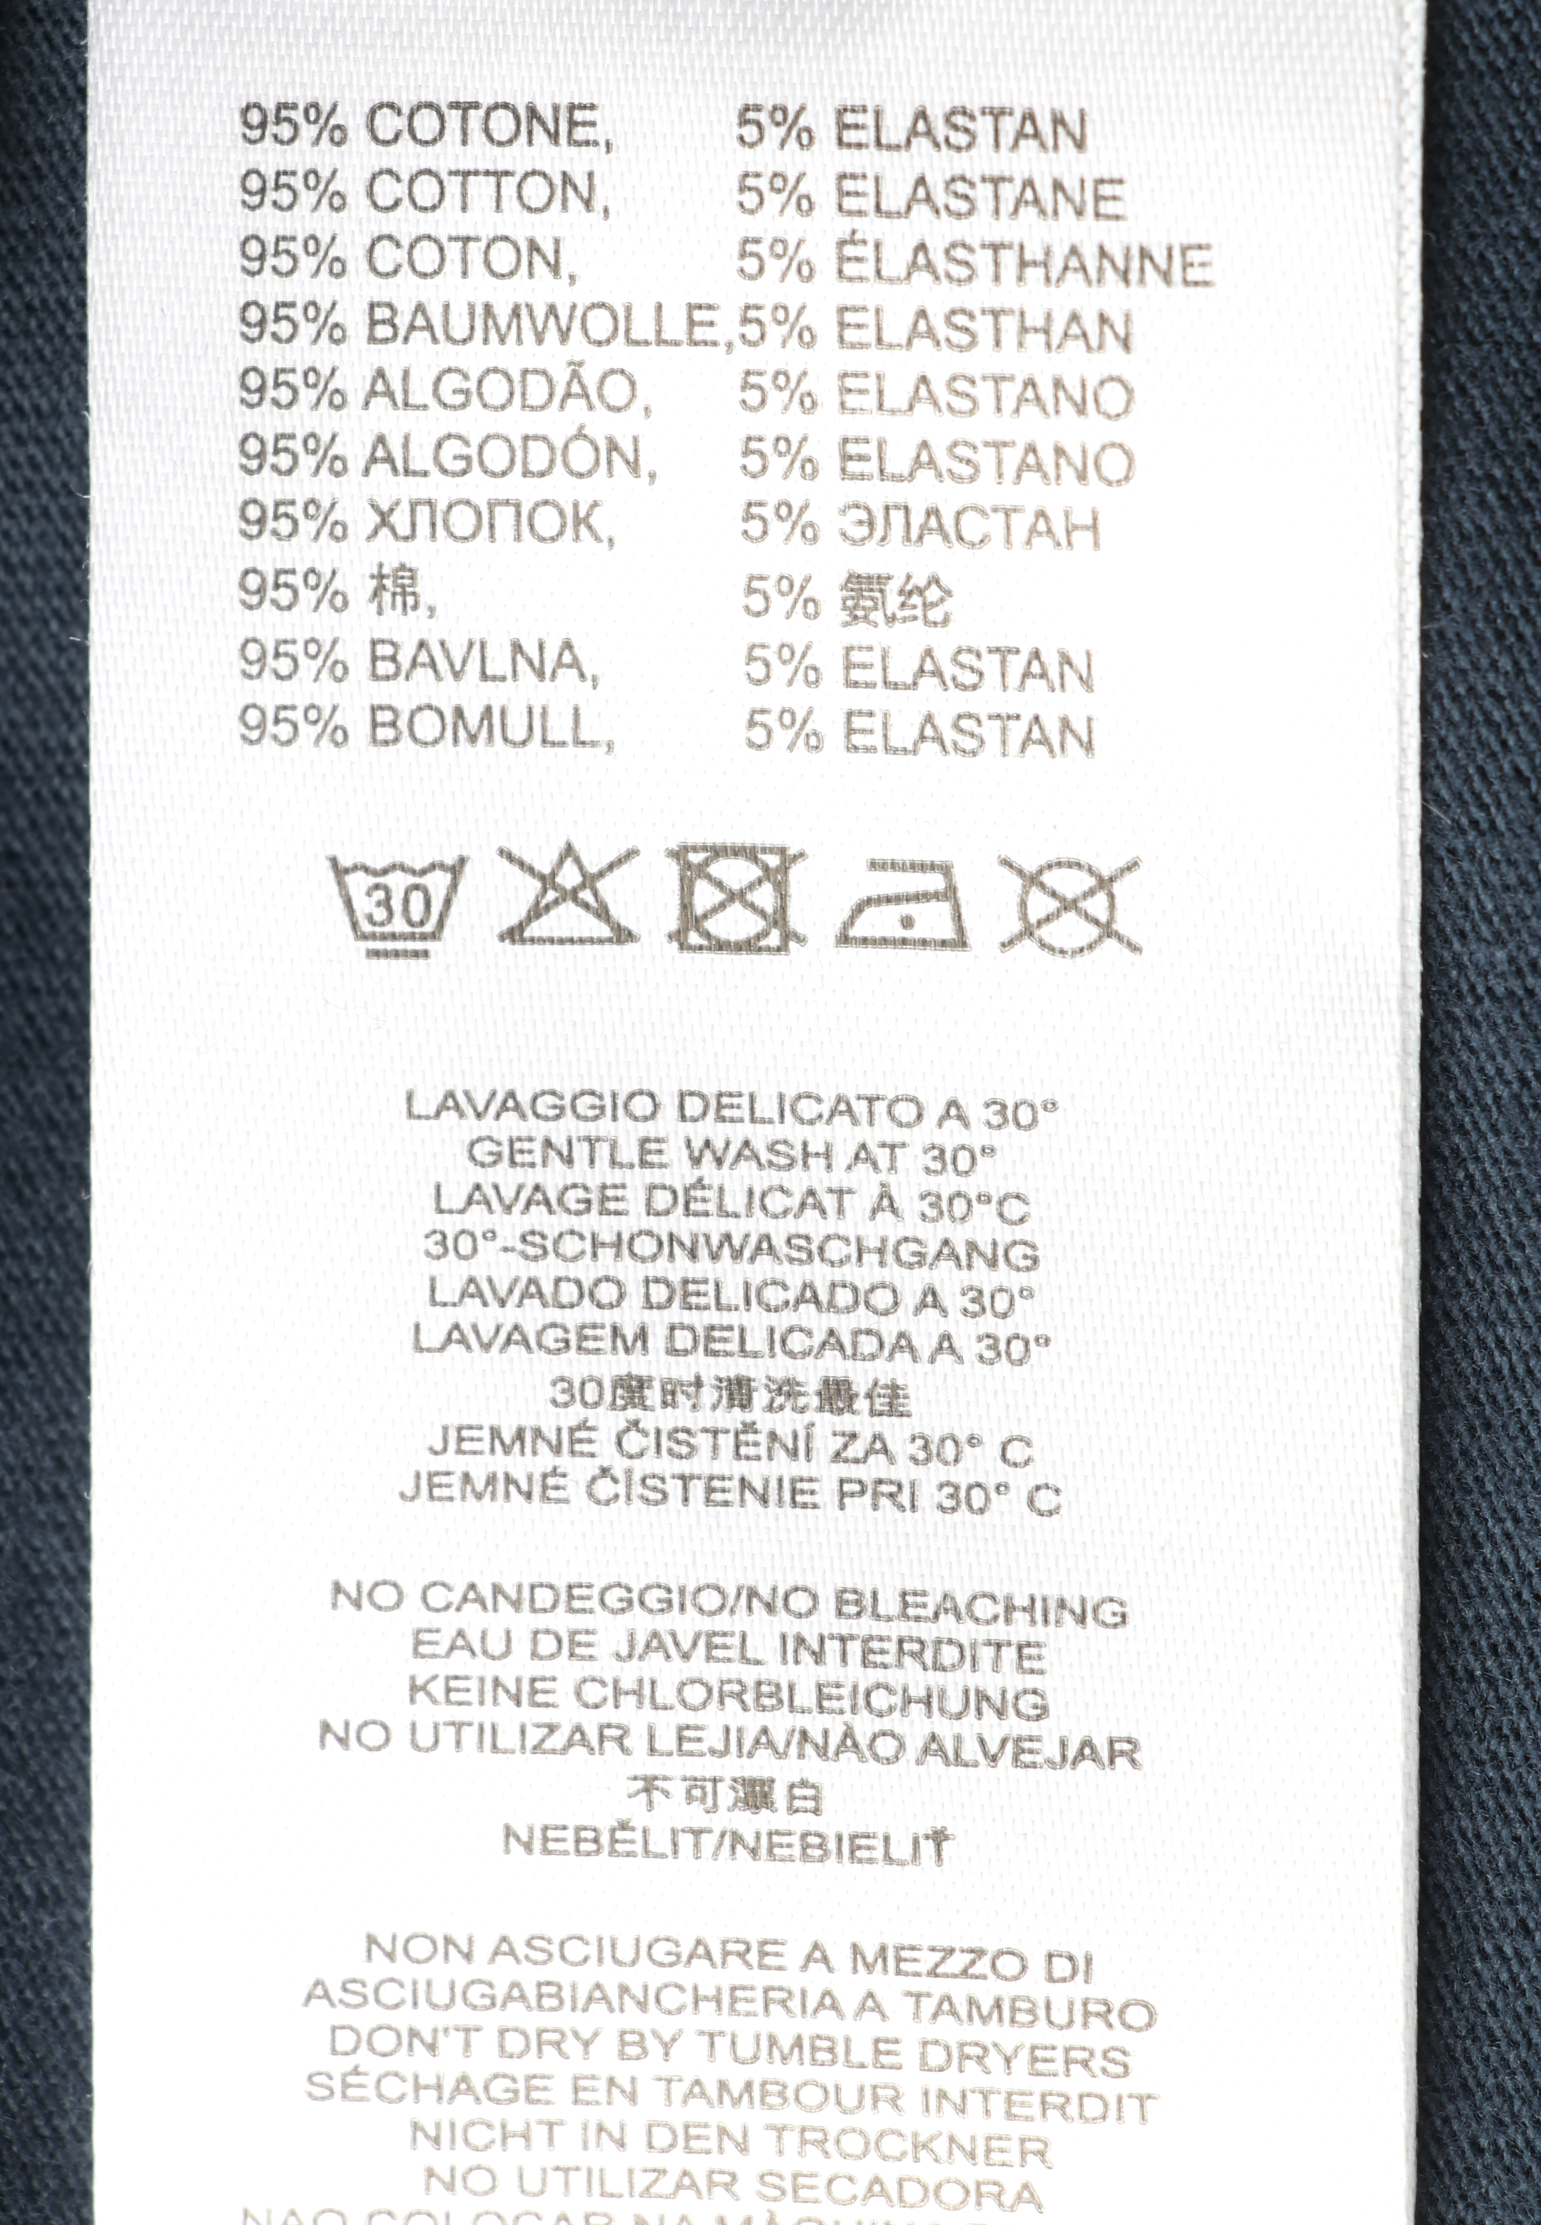 95% COTONE, 5% ELASTAN
95% COTTON, 5% ELASTANE
95% COTON, 5% ÉLASTHANNE
95% BAUMWOLLE,5% ELASTHAN
95% ALGODÃO, 5% ELASTANO
95% ALGODÓN, 5% ELASTANO
95% ХЛОПОК, 5% ЭЛАСТАН
95% 棉, 5% 氨纶
95% BAVLNA, 5% ELASTAN
95% BOMULL, 5% ELASTAN
30
LAVAGGIO DELICATO A 30°
GENTLE WASH AT 30°
LAVAGE DÉLICAT À 30°C
30°-SCHONWASCHGANG
LAVADO DELICADO A 30°
LAVAGEM DELICADA A 30°
30度时清洗最佳
JEMNÉ ČISTĚNÍ ZA 30° C
JEMNÉ ČÍSTENIE PRI 30° C
NO CANDEGGIO/NO BLEACHING
EAU DE JAVEL INTERDITE
KEINE CHLORBLEICHUNG
NO UTILIZAR LEJIA/NÀO ALVEJAR
不可漂白
NEBĚLIT/NEBIELIŤ
NON ASCIUGARE A MEZZO DI
ASCIUGABIANCHERIA A TAMBURO
DON'T DRY BY TUMBLE DRYERS
SÉCHAGE EN TAMBOUR INTERDIT
NICHT IN DEN TROCKNER
NO UTILIZAR SECADORA
NAO COLOCAR NA